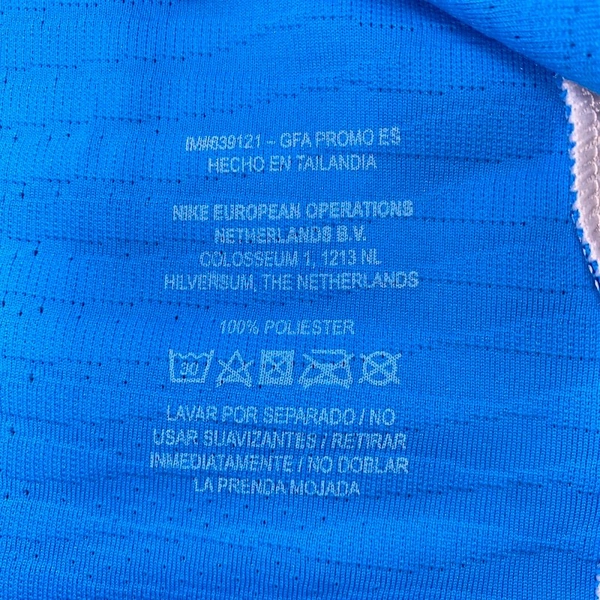 IM#639121 – GFA PROMO ES
HECHO EN TAILANDIA
NIKE EUROPEAN OPERATIONS
NETHERLANDS B.V.
COLOSSEUM 1, 1213 NL
HILVERSUM, THE NETHERLANDS
100% POLIESTER
30
LAVAR POR SEPARADO / NO
USAR SUAVIZANTES / RETIRAR
INMEDIATAMENTE / NO DOBLAR
LA PRENDA MOJADA